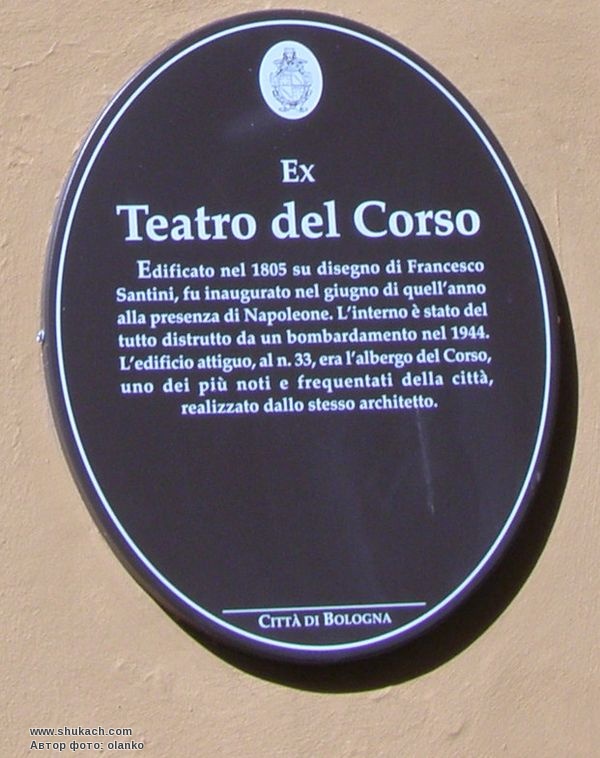 Ex
Teatro del Corso
Edificato nel 1805 su disegno di Francesco
Santini, fu inaugurato nel giugno di quell'anno
alla presenza di Napoleone. L'interno è stato del
tutto distrutto da un bombardamento nel 1944.
L'edificio attiguo, al n. 33, era l'albergo del Corso,
uno dei più noti e frequentati della città,
realizzato dallo stesso architetto.
CITTÀ DI BOLOGNA
www.shukach.com
Автор фото: olanko